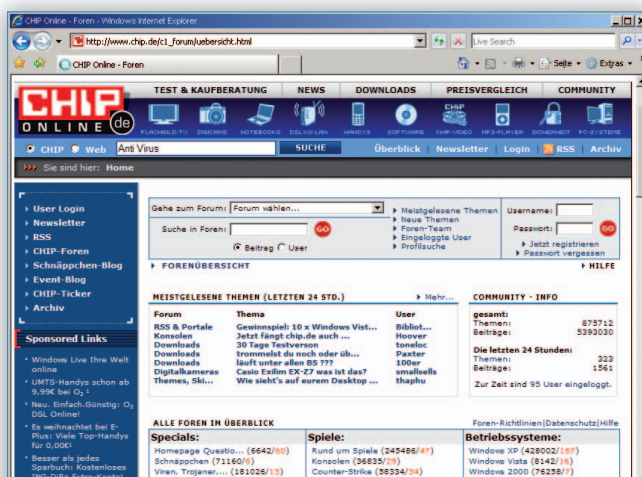 CHIP Online - Foren - Windows Internet Explorer
http://www.chip.de/c1_forum/uebersicht.html
Live Search
CHIP Online - Foren
Seite
Extras
CHIP
ONLINE de
TEST & KAUFBERATUNG NEWS DOWNLOADS PREISVERGLEICH COMMUNITY
FLACHBILD-TV DIGICAMS NOTEBOOKS DSL/WLAN HANDYS SOFTWARE CHIP-VIDEO MP3-PLAYER SICHERHEIT PC-SYSTEME
CHIP Web Anti Virus SUCHE Überblick | Newsletter | Login | RSS | Archiv
Sie sind hier: Home
User Login
Newsletter
RSS
CHIP-Foren
Schnäppchen-Blog
Event-Blog
CHIP-Ticker
Archiv
Sponsored Links
Windows Live Ihre Welt
online
UMTS-Handys schon ab
9,99€ bei O₂ ¹
Neu. Einfach.Günstig: O₂
DSL Online!
Es weihnachtet bei E-
Plus: Viele Top-Handys
für 0,00€¹
Besser als jedes
Sparbuch: Kostenloses
Gehe zum Forum: Forum wählen...
Suche in Foren: GO
Beitrag User
Meistgelesene Themen
Neue Themen
Foren-Team
Eingeloggte User
Profilsuche
Username:
Passwort: GO
Jetzt registrieren
Passwort vergessen
FORENÜBERSICHT HILFE
MEISTGELESENE THEMEN (LETZTEN 24 STD.) Mehr...
Forum Thema User
RSS & Portale Gewinnspiel: 10 x Windows Vist... Bibliot...
Konsolen Jetzt fängt chip.de auch ... Hoover
Downloads 30 Tage Testverson toneloc
Downloads trommelst du noch oder üb... Paxter
Downloads läuft unter allen BS ??? 100er
Digitalkameras Casio Exilim EX-Z7 was ist das? smallsells
Themes, Ski... Wie sieht's auf eurem Desktop ... thaphu
COMMUNITY - INFO
gesamt:
Themen: 875712
Beiträge: 5393030
Die letzten 24 Stunden:
Themen: 323
Beiträge: 1561
Zur Zeit sind 95 User eingeloggt.
ALLE FOREN IM ÜBERBLICK Foren-Richtlinien|Datenschutz|Hilfe
Specials: Spiele: Betriebssysteme:
Homepage Questio... (6642/60) Rund um Spiele (245486/47) Windows XP (428002/187)
Schnäppchen (71160/6) Konsolen (36835/29) Windows Vista (8142/16)
Viren, Trojaner,... (181026/13) Counter-Strike (58334/34) Windows 2000 (76258/7)